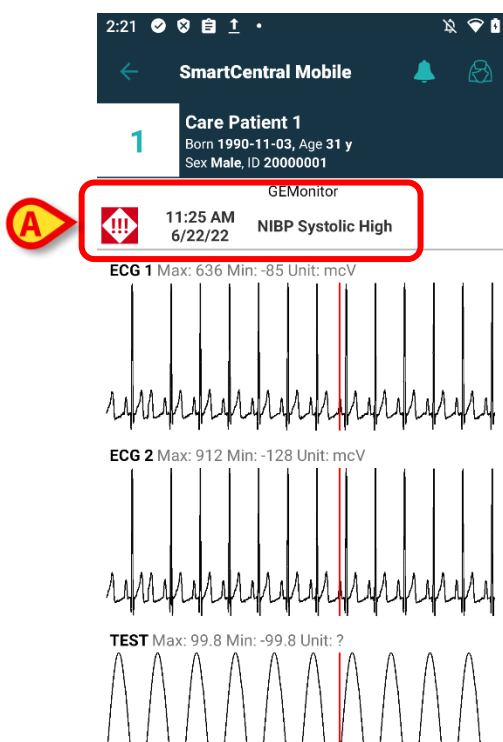 2:21
SmartCentral Mobile
1
Care Patient 1
Born 1990-11-03, Age 31 y
Sex Male, ID 20000001
GEMonitor
A
!!!
11:25 AM
6/22/22
NIBP Systolic High
ECG 1 Max: 636 Min: -85 Unit: mcV
ECG 2 Max: 912 Min: -128 Unit: mcV
TEST Max: 99.8 Min: -99.8 Unit: ?